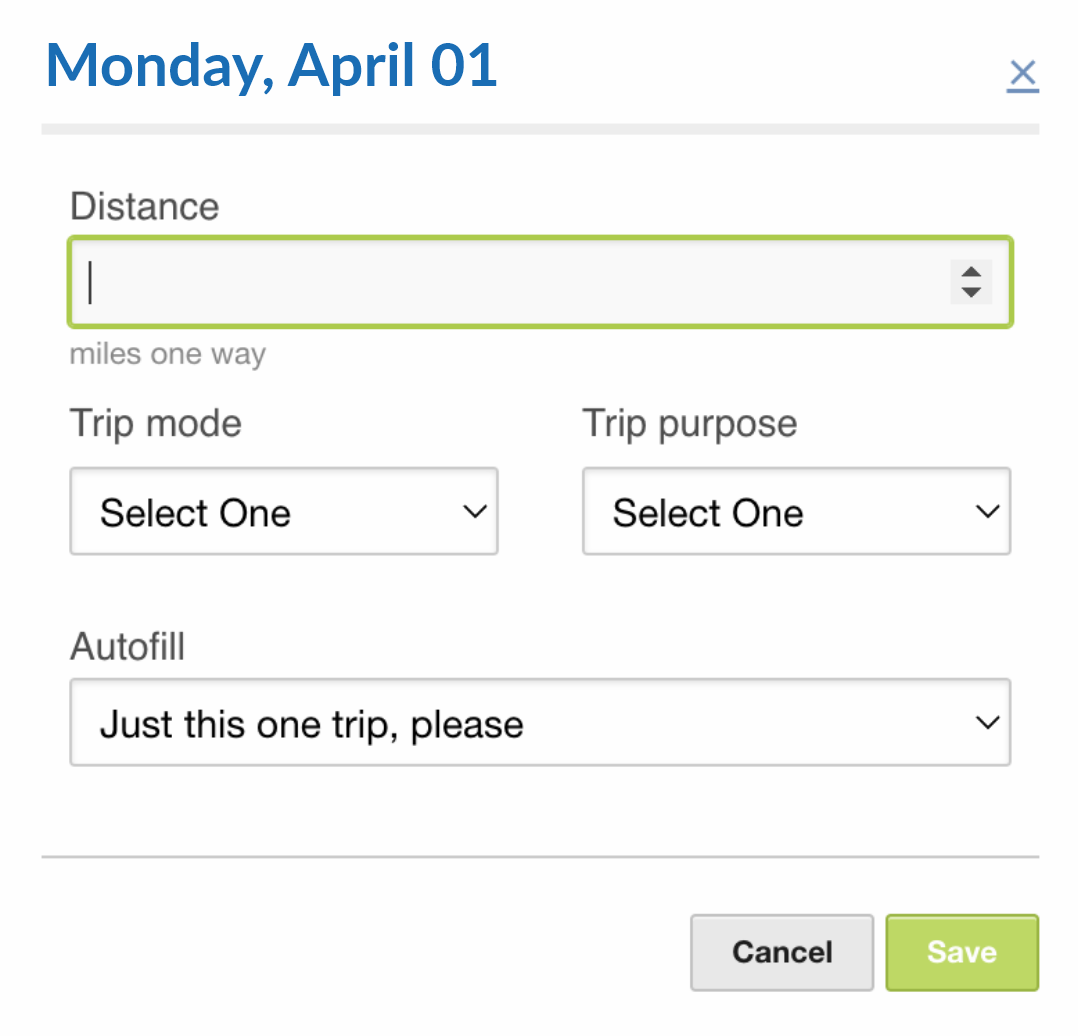 Monday, April 01
Distance
miles one way
Trip mode
Trip purpose
Select One
Select One
Autofill
Just this one trip, please
Cancel
Save